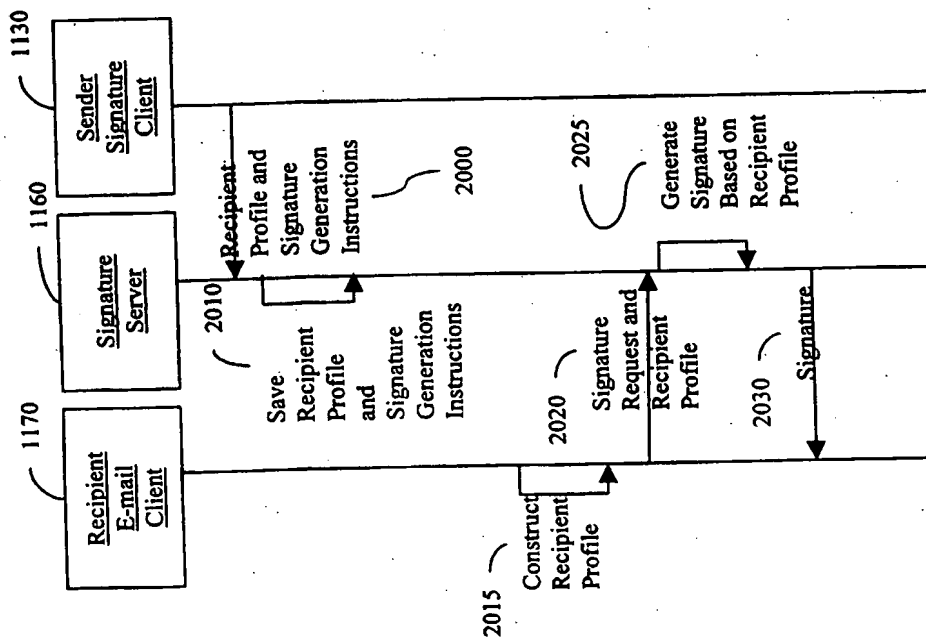 1170
Recipient
E-mail
Client
1160
Signature
Server
1130
Sender
Signature
Client
Recipient
Profile and
Signature
Generation
Instructions
2000
2010
Save
Recipient
Profile
and
Signature
Generation
Instructions
2015
Construct
Recipient
Profile
2020
Signature
Request and
Recipient
Profile
2025
Generate
Signature
Based on
Recipient
Profile
2030
Signature